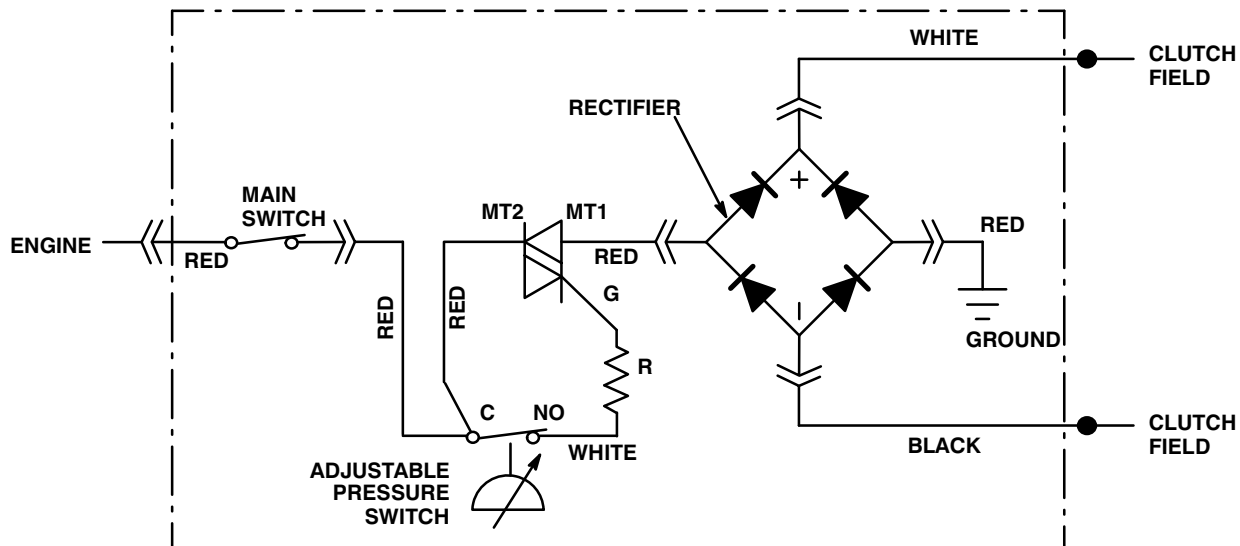 WHITE
CLUTCH
FIELD
RECTIFIER
+
MAIN
SWITCH
MT2
MT1
ENGINE
RED
RED
RED
G
RED
RED
–
GROUND
R
C
NO
WHITE
BLACK
CLUTCH
FIELD
ADJUSTABLE
PRESSURE
SWITCH